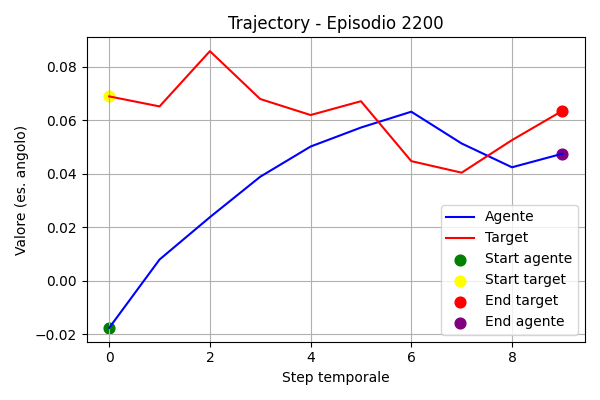 Trajectory - Episodio 2200
Valore (es. angolo)
0.08
0.06
0.04
0.02
0.00
−0.02
0
2
4
6
8
Step temporale
Agente
Target
Start agente
Start target
End target
End agente